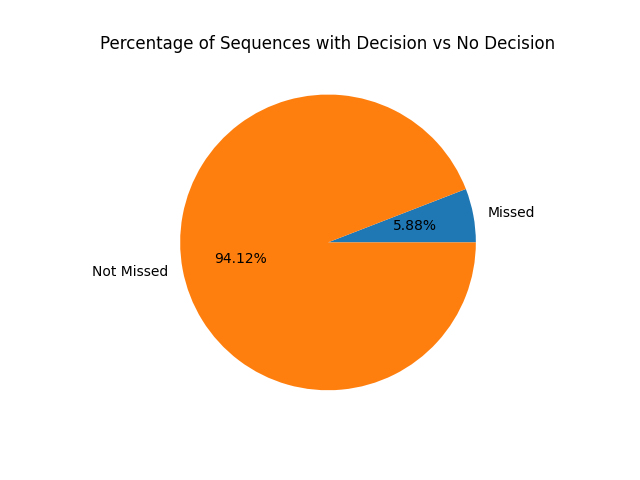 Percentage of Sequences with Decision vs No Decision
Missed
5.88%
94.12%
Not Missed